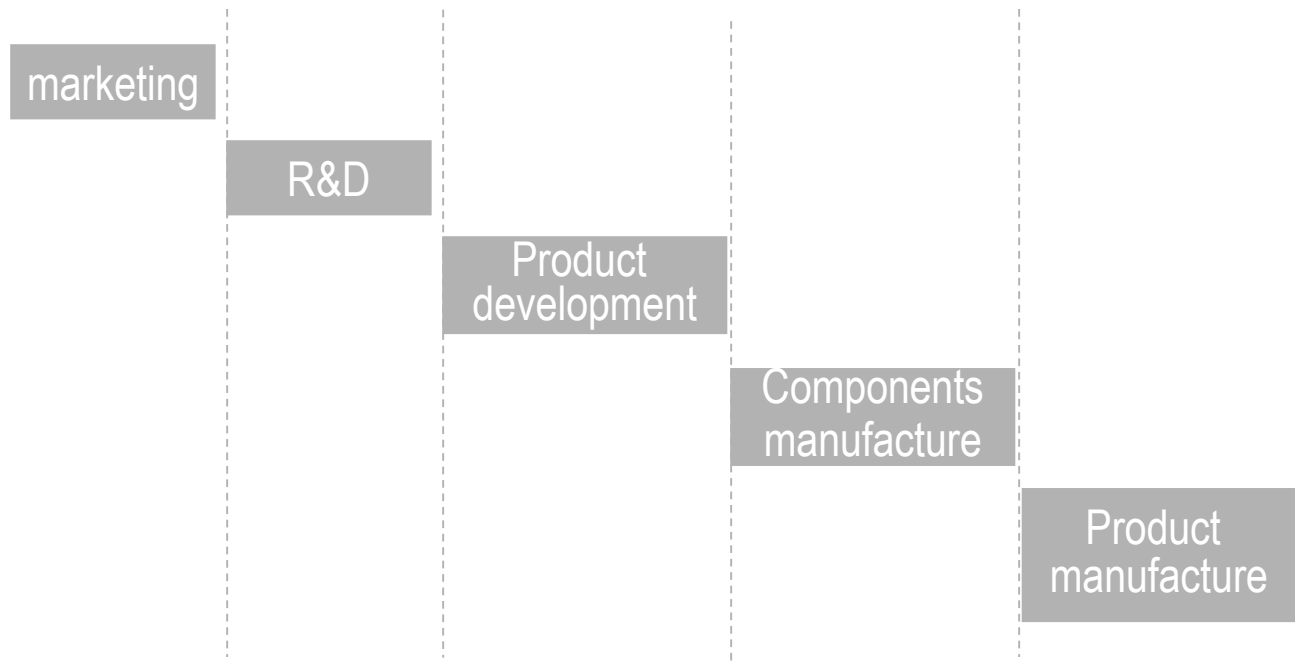 marketing
R&D
Product
development
Components
manufacture
Product
manufacture